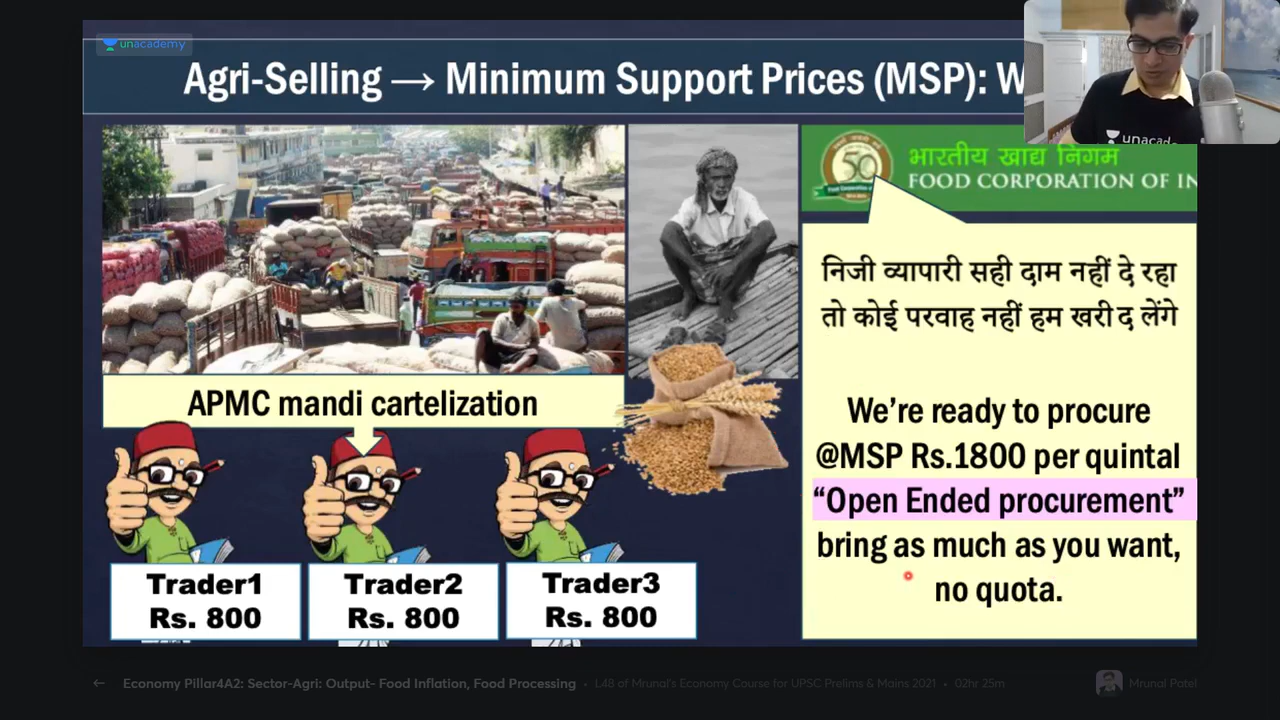 unacademy
Agri-Selling → Minimum Support Prices (MSP): W
unacade
भारतीय खाद्य निगम
FOOD CORPORATION OF IN
50
निजी व्यापारी सही दाम नहीं दे रहा
तो कोई परवाह नहीं हम खरीद लेंगे
We’re ready to procure
@MSP Rs.1800 per quintal
“Open Ended procurement”
bring as much as you want,
no quota.
APMC mandi cartelization
Trader1
Rs. 800
Trader2
Rs. 800
Trader3
Rs. 800
Economy Pillar4A2: Sector-Agri: Output- Food Inflation, Food Processing • L48 of Mrunal's Economy Course for UPSC Prelims & Mains 2021 • 02hr 25m
Mrunal Patel